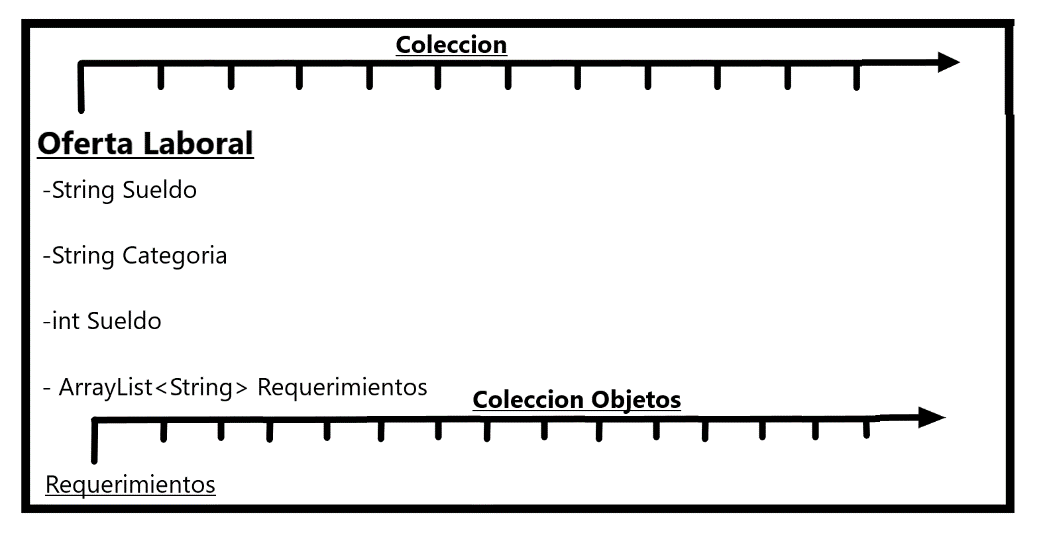 Coleccion
Oferta Laboral
-String Sueldo
-String Categoria
-int Sueldo
- ArrayList<String> Requerimientos
Coleccion Objetos
Requerimientos